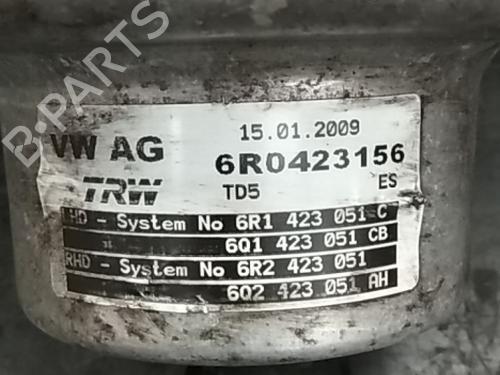 15.01.2009
VW AG 6R0423156
TRW TD5 ES
LHD - System No 6R1 423 051 C
6Q1 423 051 CB
RHD - System No 6R2 423 051
6Q2 423 051 AH
B-PARTS